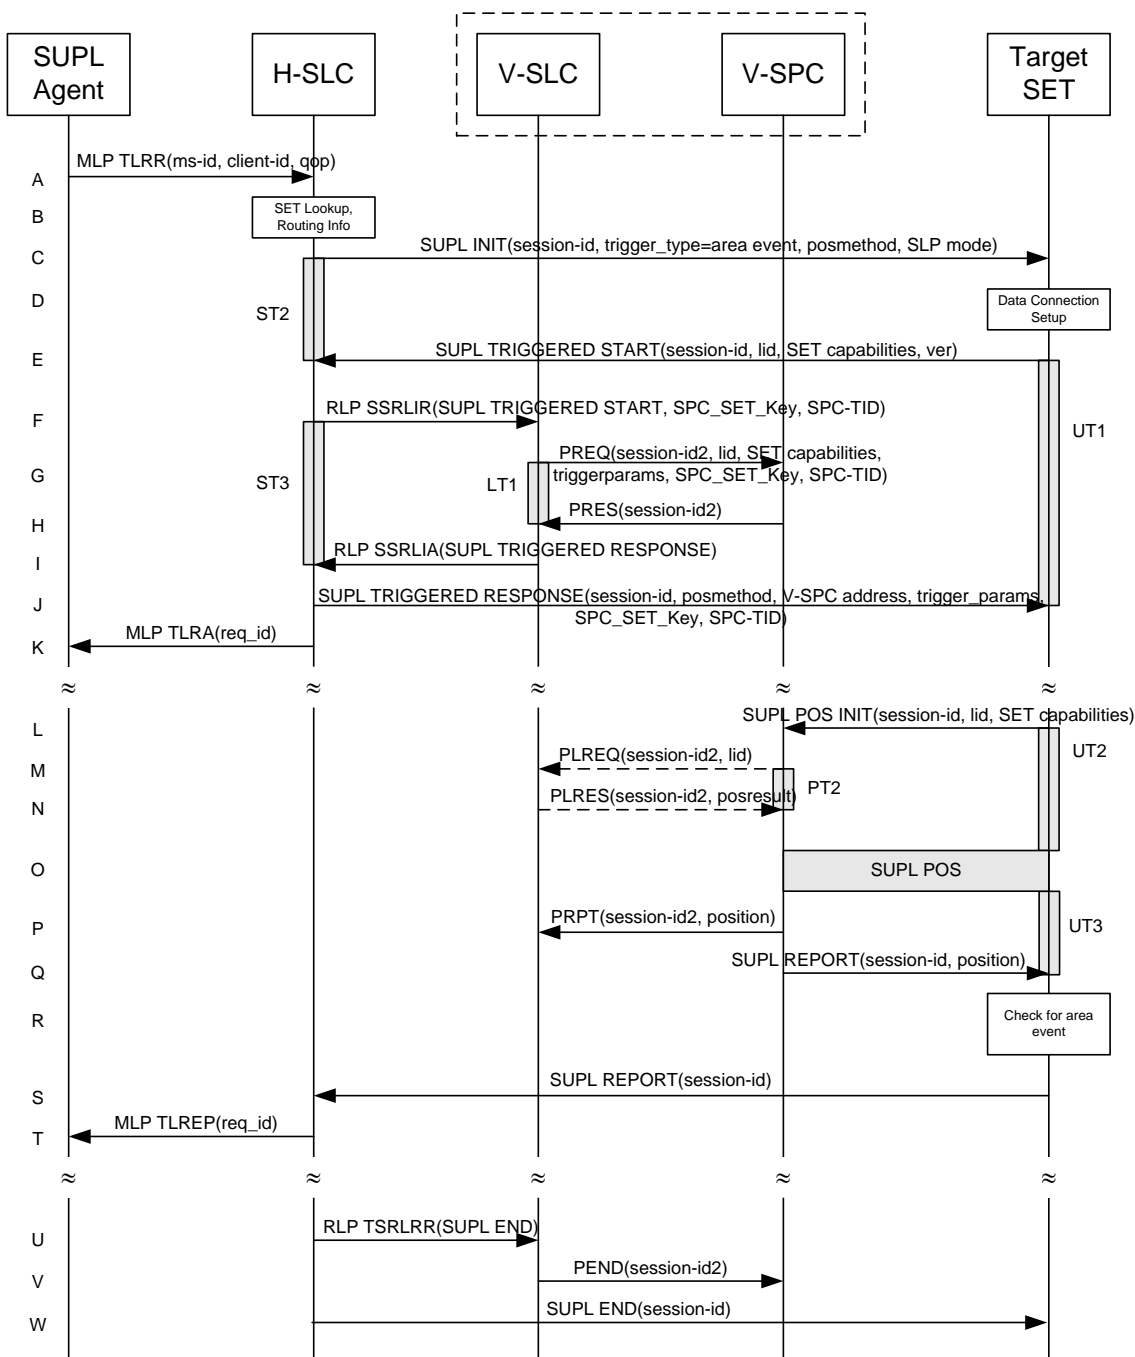 SUPL
Agent
H-SLC
V-SLC
V-SPC
Target
SET
A
MLP TLRR(ms-id, client-id, qop)
B
SET Lookup,
Routing Info
C
SUPL INIT(session-id, trigger_type=area event, posmethod, SLP mode)
D
ST2
Data Connection
Setup
E
SUPL TRIGGERED START(session-id, lid, SET capabilities, ver)
F
RLP SSRLIR(SUPL TRIGGERED START, SPC_SET_Key, SPC-TID)
UT1
G
PREQ(session-id2, lid, SET capabilities,
triggerparams, SPC_SET_Key, SPC-TID)
ST3
LT1
H
PRES(session-id2)
I
RLP SSRLIA(SUPL TRIGGERED RESPONSE)
J
SUPL TRIGGERED RESPONSE(session-id, posmethod, V-SPC address, trigger_params,
SPC_SET_Key, SPC-TID)
K
MLP TLRA(req_id)
≈ ≈ ≈ ≈ ≈
L
SUPL POS INIT(session-id, lid, SET capabilities)
UT2
M
PLREQ(session-id2, lid)
PT2
N
PLRES(session-id2, posresult)
O
SUPL POS
P
PRPT(session-id2, position)
UT3
Q
SUPL REPORT(session-id, position)
R
Check for area
event
S
SUPL REPORT(session-id)
T
MLP TLREP(req_id)
≈ ≈ ≈ ≈ ≈
U
RLP TSRLRR(SUPL END)
V
PEND(session-id2)
W
SUPL END(session-id)